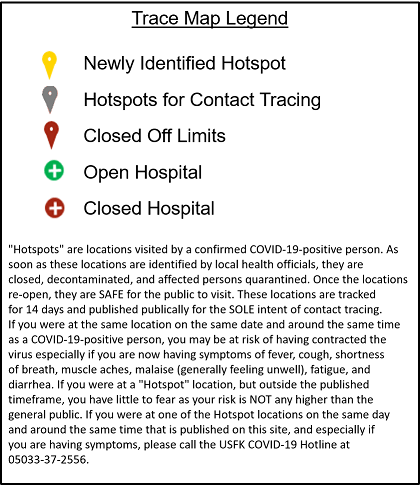 Trace Map Legend
Newly Identified Hotspot
Hotspots for Contact Tracing
Closed Off Limits
Open Hospital
Closed Hospital
"Hotspots" are locations visited by a confirmed COVID-19-positive person. As
soon as these locations are identified by local health officials, they are
closed, decontaminated, and affected persons quarantined. Once the locations
re-open, they are SAFE for the public to visit. These locations are tracked
for 14 days and published publically for the SOLE intent of contact tracing.
If you were at the same location on the same date and around the same time
as a COVID-19-positive person, you may be at risk of having contracted the
virus especially if you are now having symptoms of fever, cough, shortness
of breath, muscle aches, malaise (generally feeling unwell), fatigue, and
diarrhea. If you were at a "Hotspot" location, but outside the published
timeframe, you have little to fear as your risk is NOT any higher than the
general public. If you were at one of the Hotspot locations on the same day
and around the same time that is published on this site, and especially if
you are having symptoms, please call the USFK COVID-19 Hotline at
05033-37-2556.